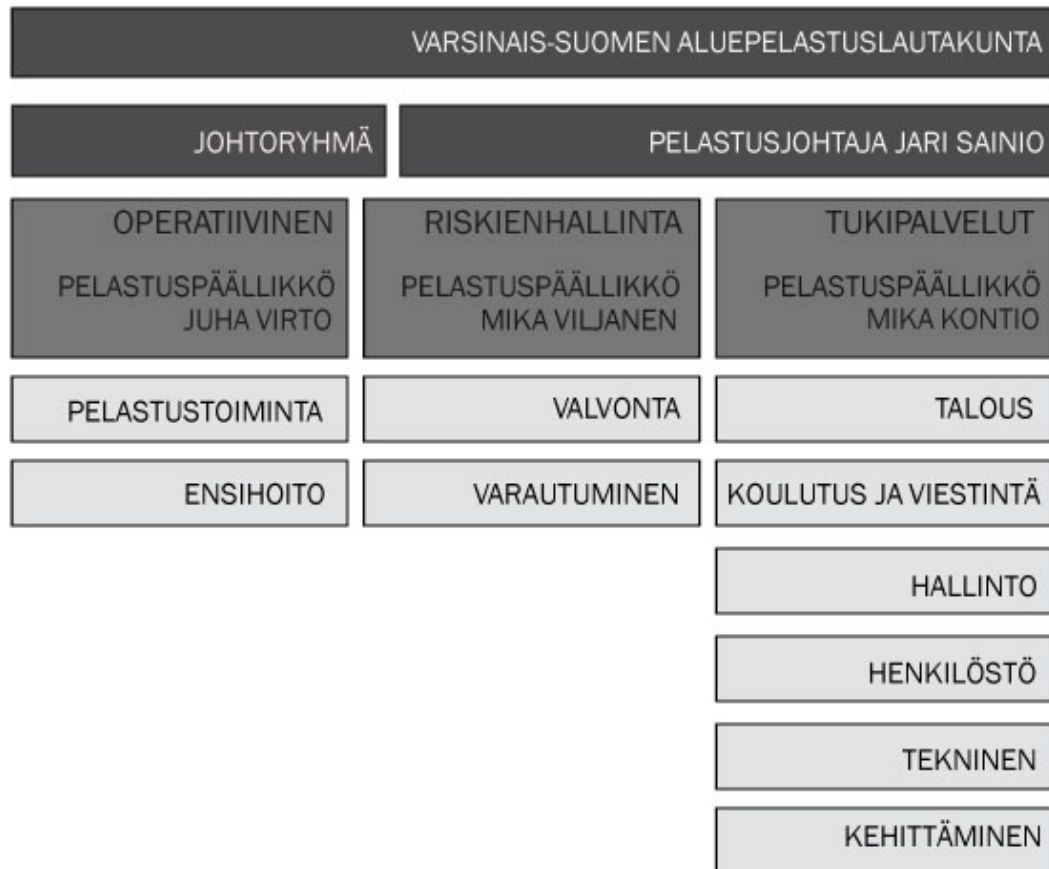 VARSINAIS-SUOMEN ALUEPELASTUSLAUTAKUNTA
JOHTORYHMÄ
PELASTUSJOHTAJA JARI SAINIO
OPERATIIVINEN
PELASTUSPÄÄLLIKKÖ
JUHA VIRTO
RISKIENHALLINTA
PELASTUSPÄÄLLIKKÖ
MIKA VILJANEN
TUKIPALVELUT
PELASTUSPÄÄLLIKKÖ
MIKA KONTIO
PELASTUSTOIMINTA
VALVONTA
TALOUS
ENSIHOITO
VARAUTUMINEN
KOULUTUS JA VIESTINTÄ
HALLINTO
HENKILÖSTÖ
TEKNINEN
KEHITTÄMINEN